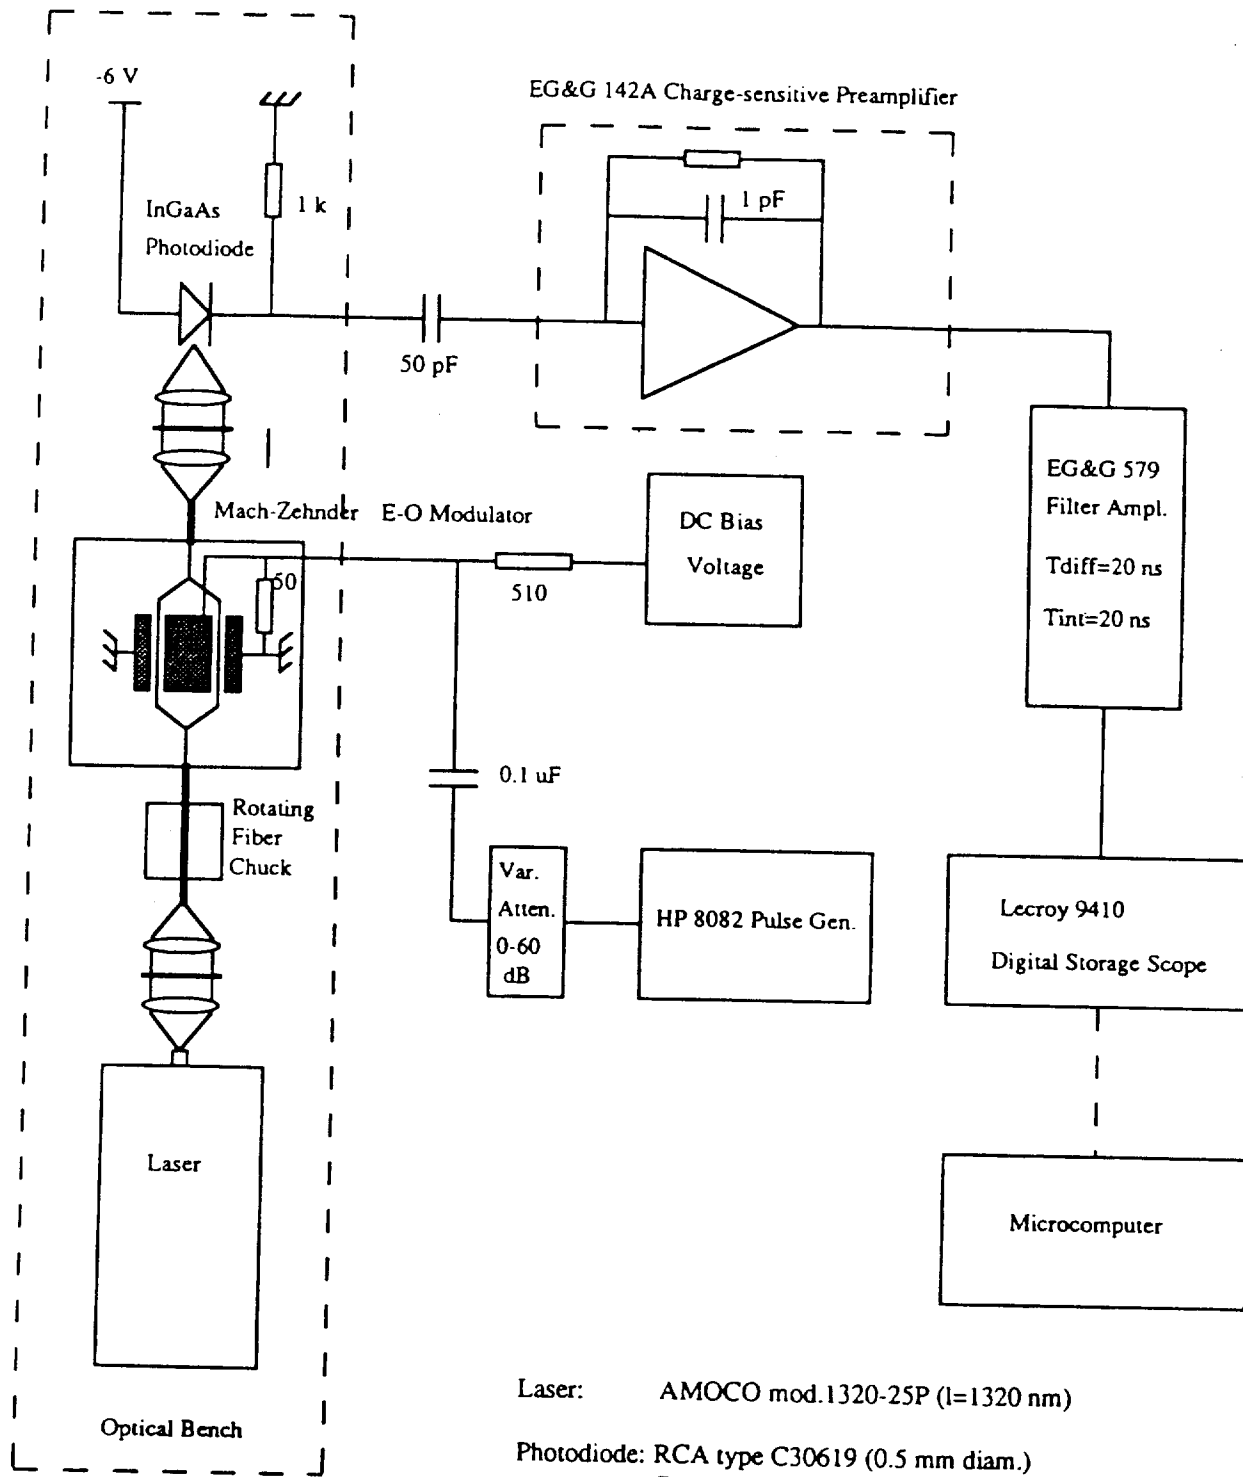 -6 V
EG&G 142A Charge-sensitive Preamplifier
1 k
1 pF
InGaAs
Photodiode
50 pF
EG&G 579
Filter Ampl.
Tdiff=20 ns
Tint=20 ns
Mach-Zehnder E-O Modulator
DC Bias
Voltage
50
510
0.1 uF
Rotating
Fiber
Chuck
Var.
Atten.
0-60
dB
HP 8082 Pulse Gen.
Lecroy 9410
Digital Storage Scope
Laser
Microcomputer
Optical Bench
Laser: AMOCO mod.1320-25P (l=1320 nm)
Photodiode: RCA type C30619 (0.5 mm diam.)